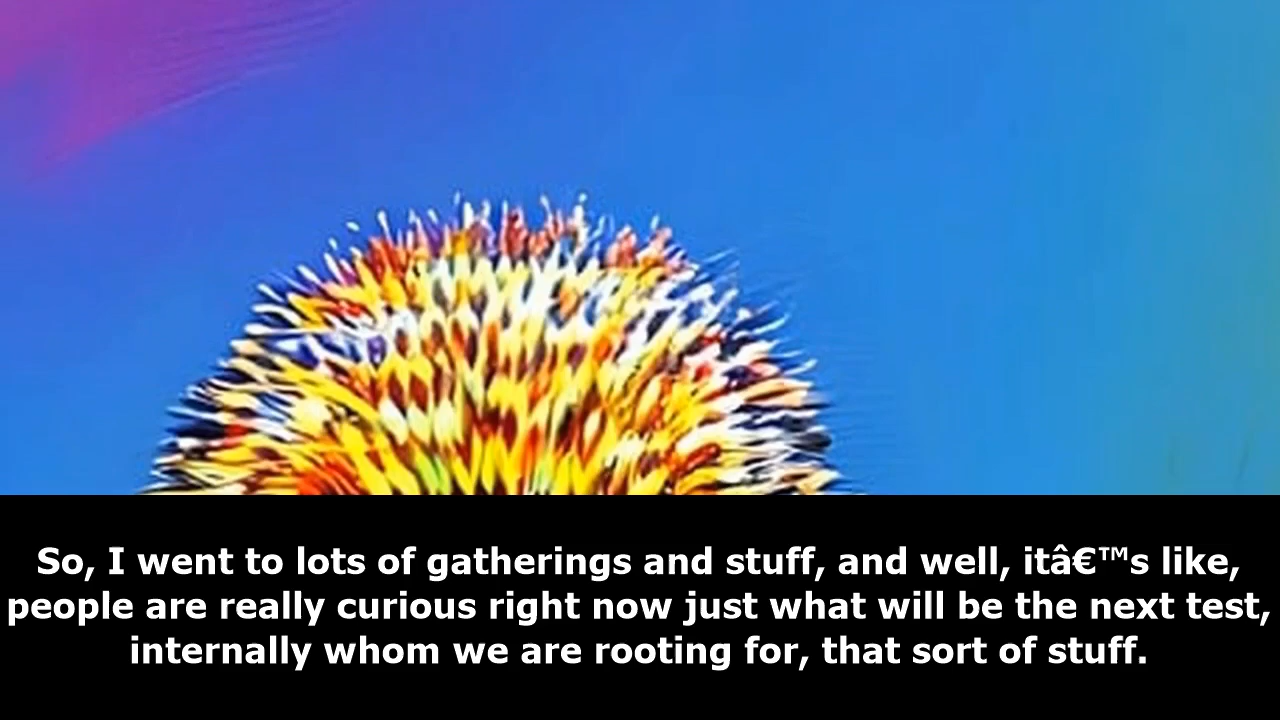 So, I went to lots of gatherings and stuff, and well, itâ€™s like,
people are really curious right now just what will be the next test,
internally whom we are rooting for, that sort of stuff.